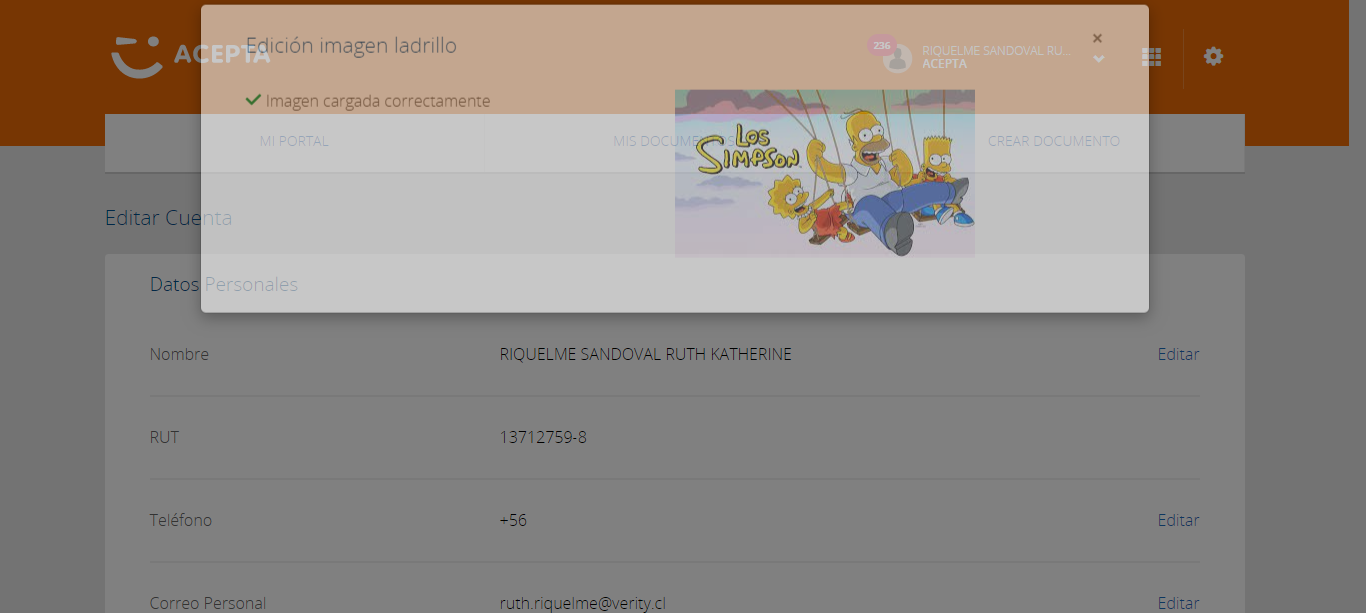 Edición imagen ladrillo
ACEPTA
236
RIQUELME SANDOVAL RU...
ACEPTA
Imagen cargada correctamente
MI PORTAL
MIS DOCUMENTOS
CREAR DOCUMENTO
LOS
SIMPSON
Editar Cuenta
Datos Personales
Nombre
RIQUELME SANDOVAL RUTH KATHERINE
Editar
RUT
13712759-8
Teléfono
+56
Editar
Correo Personal
ruth.riquelme@verity.cl
Editar